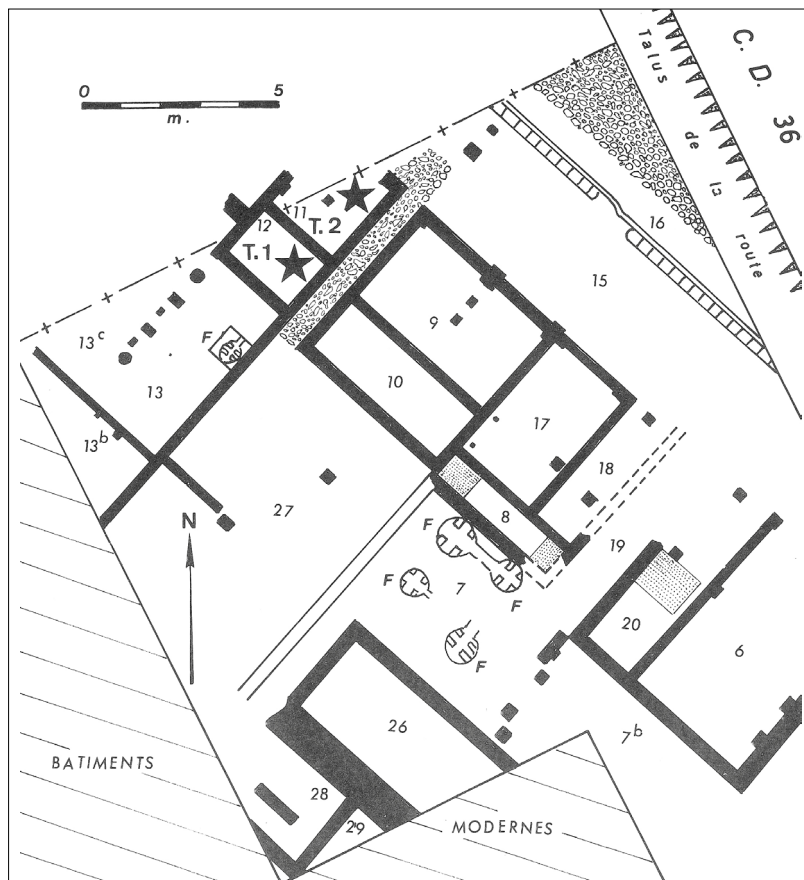 C. D. 36
Talus de la route
0 5
m.
11
T. 2
12
T. 1
16
15
9
13ᶜ
F
13
10
13ᵇ
17
18
27
N
8
F
19
F
7
F
20
F
6
26
7ᵇ
BATIMENTS
28
29
MODERNES